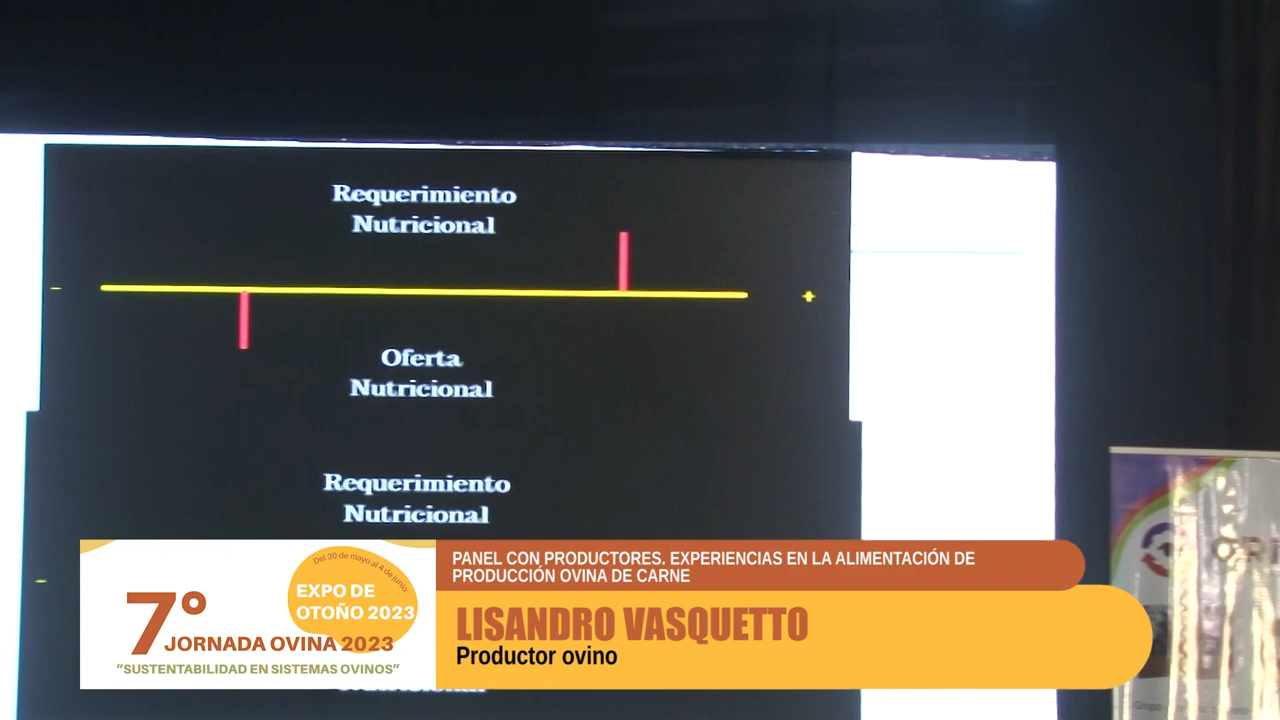 Requerimiento
Nutricional
-
+
Oferta
Nutricional
Requerimiento
Nutricional
-
Del 30 de mayo al 4 de junio
EXPO DE
OTOÑO 2023
7°
JORNADA OVINA 2023
“SUSTENTABILIDAD EN SISTEMAS OVINOS”
PANEL CON PRODUCTORES. EXPERIENCIAS EN LA ALIMENTACIÓN DE
PRODUCCIÓN OVINA DE CARNE
LISANDRO VASQUETTO
Productor ovino